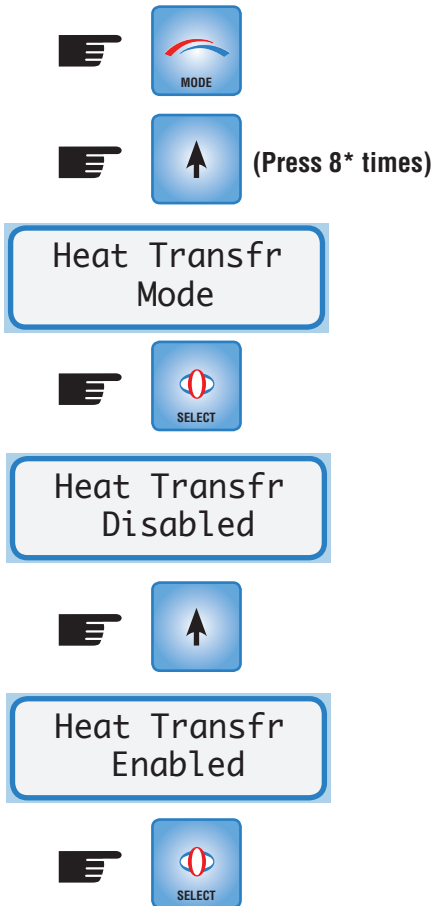 MODE
(Press 8* times)
Heat Transfr
Mode
SELECT
Heat Transfr
Disabled
Heat Transfr
Enabled
SELECT